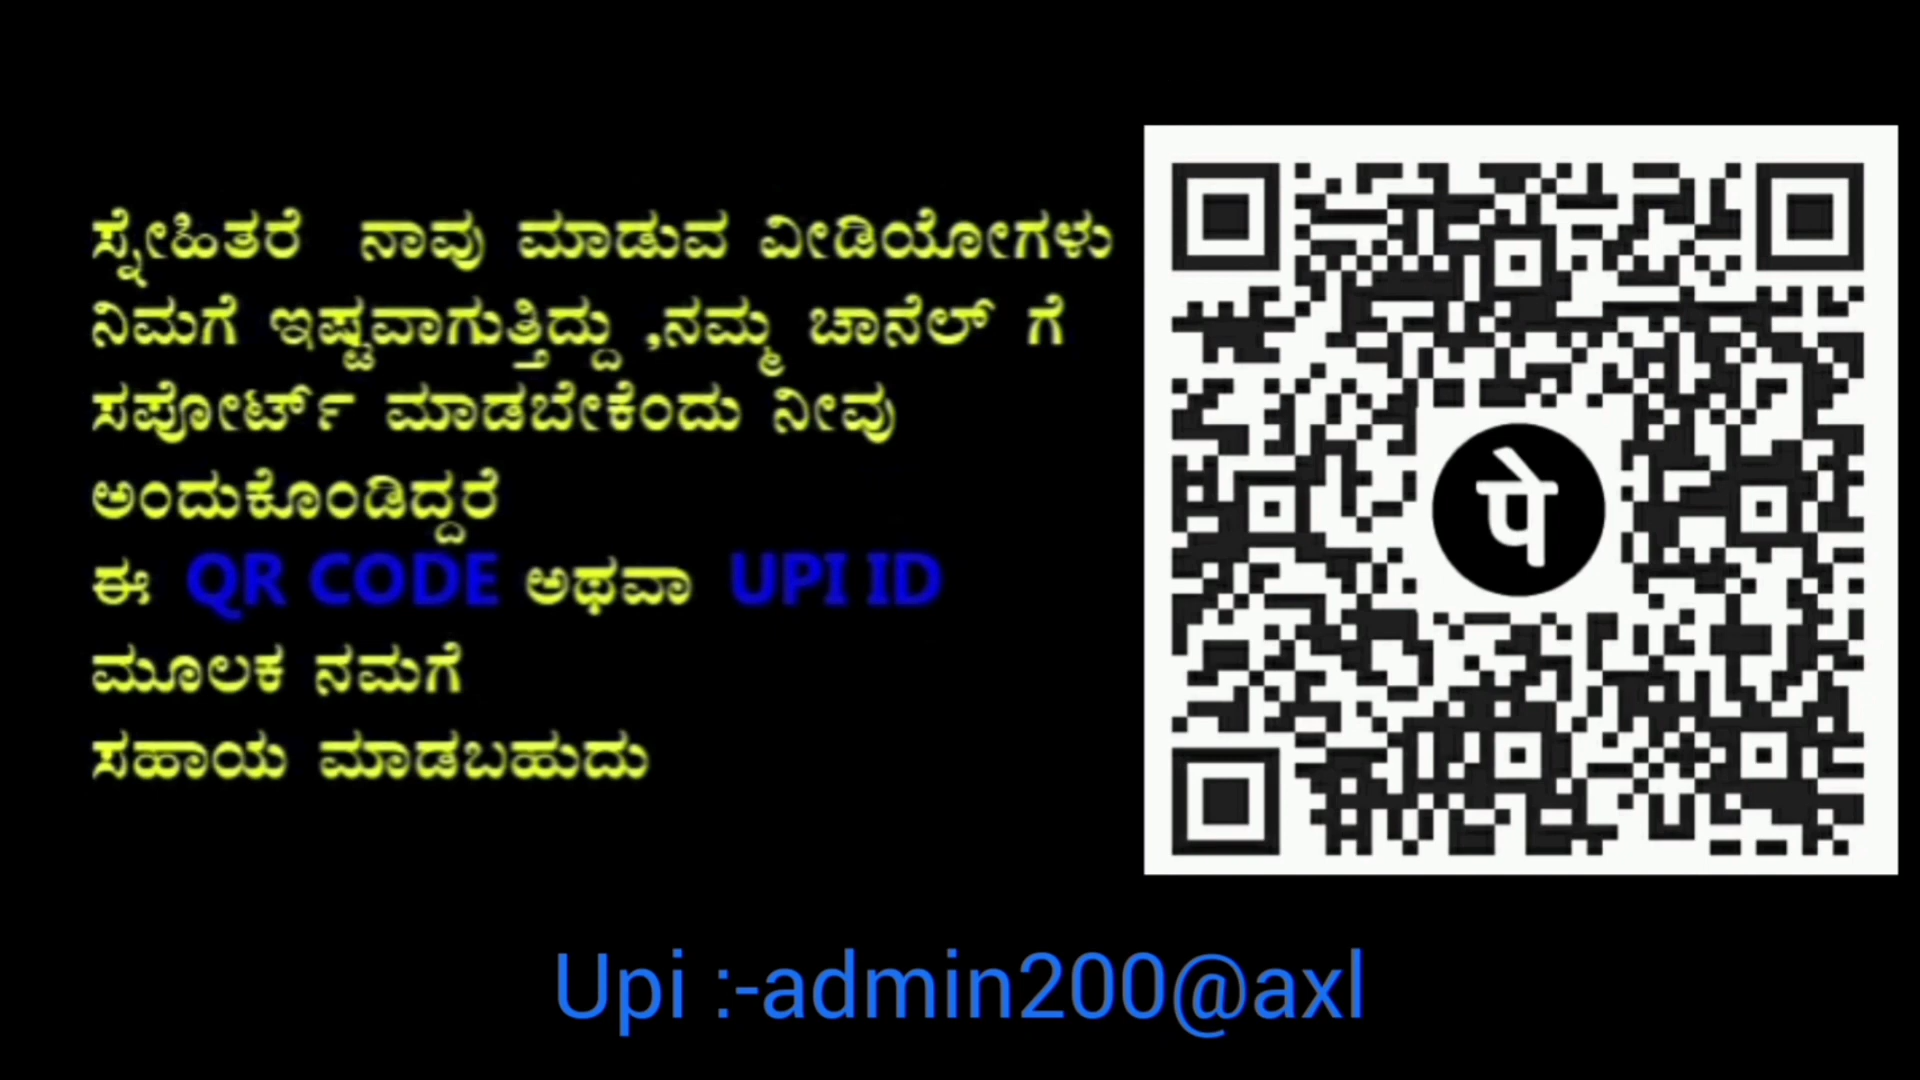 ಸ್ನೇಹಿತರೆ ನಾವು ಮಾಡುವ ವೀಡಿಯೋಗಳು
ನಿಮಗೆ ಇಷ್ಟವಾಗುತ್ತಿದ್ದು ,ನಮ್ಮ ಚಾನೆಲ್ ಗೆ
ಸಪೋರ್ಟ್ ಮಾಡಬೇಕೆಂದು ನೀವು
ಅಂದುಕೊಂಡಿದ್ದರೆ
ಈ QR CODE ಅಥವಾ UPI ID
ಮೂಲಕ ನಮಗೆ
ಸಹಾಯ ಮಾಡಬಹುದು
पे
Upi :-admin200@axl